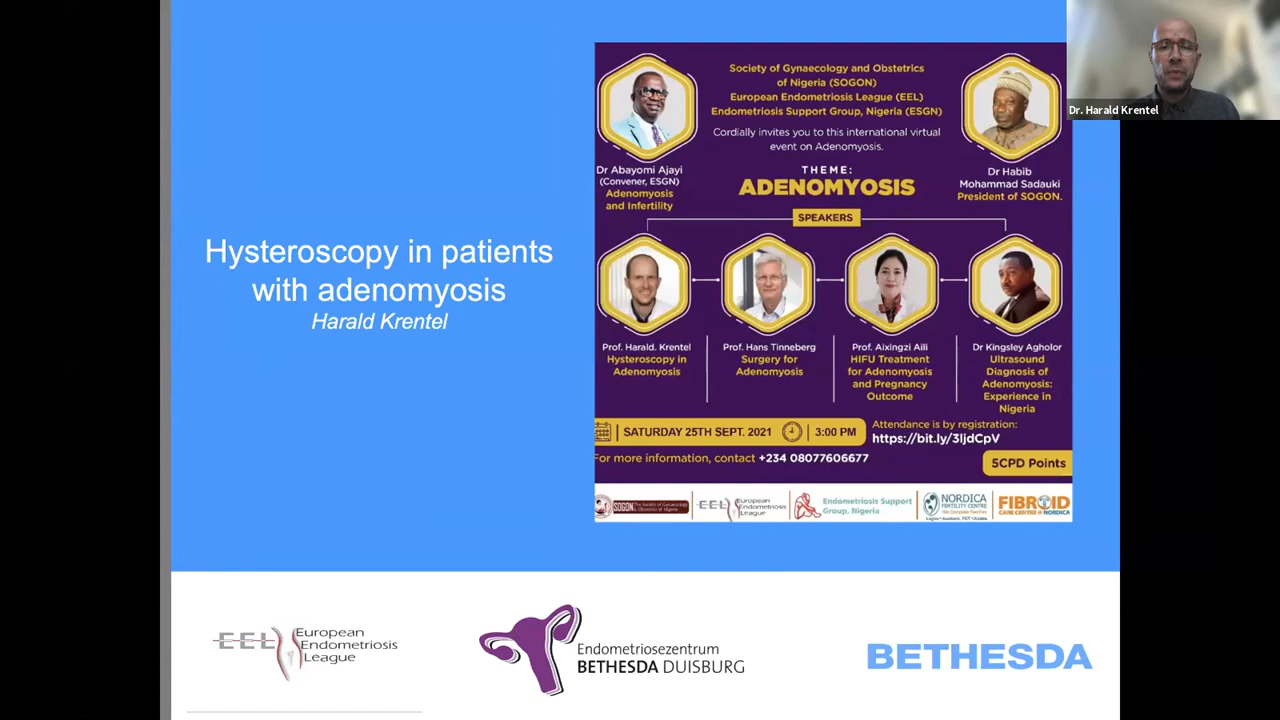 Hysteroscopy in patients
with adenomyosis
Harald Krentel
Society of Gynaecology and Obstetrics
of Nigeria (SOGON)
European Endometriosis League (EEL)
Endometriosis Support Group, Nigeria (ESGN)
Cordially invites you to this international virtual
event on Adenomyosis.
THEME:
ADENOMYOSIS
SPEAKERS
Dr Abayomi Ajayi
(Convener, ESGN)
Adenomyosis
and Infertility
Dr Habib
Mohammad Sadauki
President of SOGON.
Prof. Harald. Krentel
Hysteroscopy in
Adenomyosis
Prof. Hans Tinneberg
Surgery for
Adenomyosis
Prof. Aixingzi Aili
HIFU Treatment
for Adenomyosis
and Pregnancy
Outcome
Dr Kingsley Agholor
Ultrasound
Diagnosis of
Adenomyosis:
Experience in
Nigeria
SATURDAY 25TH SEPT. 2021
3:00 PM
Attendance is by registration:
https://bit.ly/3ljdCpV
For more information, contact +234 08077606677
5CPD Points
SOGON
EEL European
Endometriosis
League
Endometriosis Support
Group, Nigeria
NORDICA
FERTILITY CENTRE
FIBROID
CARE CENTRE @ NORDICA
Dr. Harald Krentel
EEL
European
Endometriosis
League
Endometriosezentrum
BETHESDA DUISBURG
BETHESDA